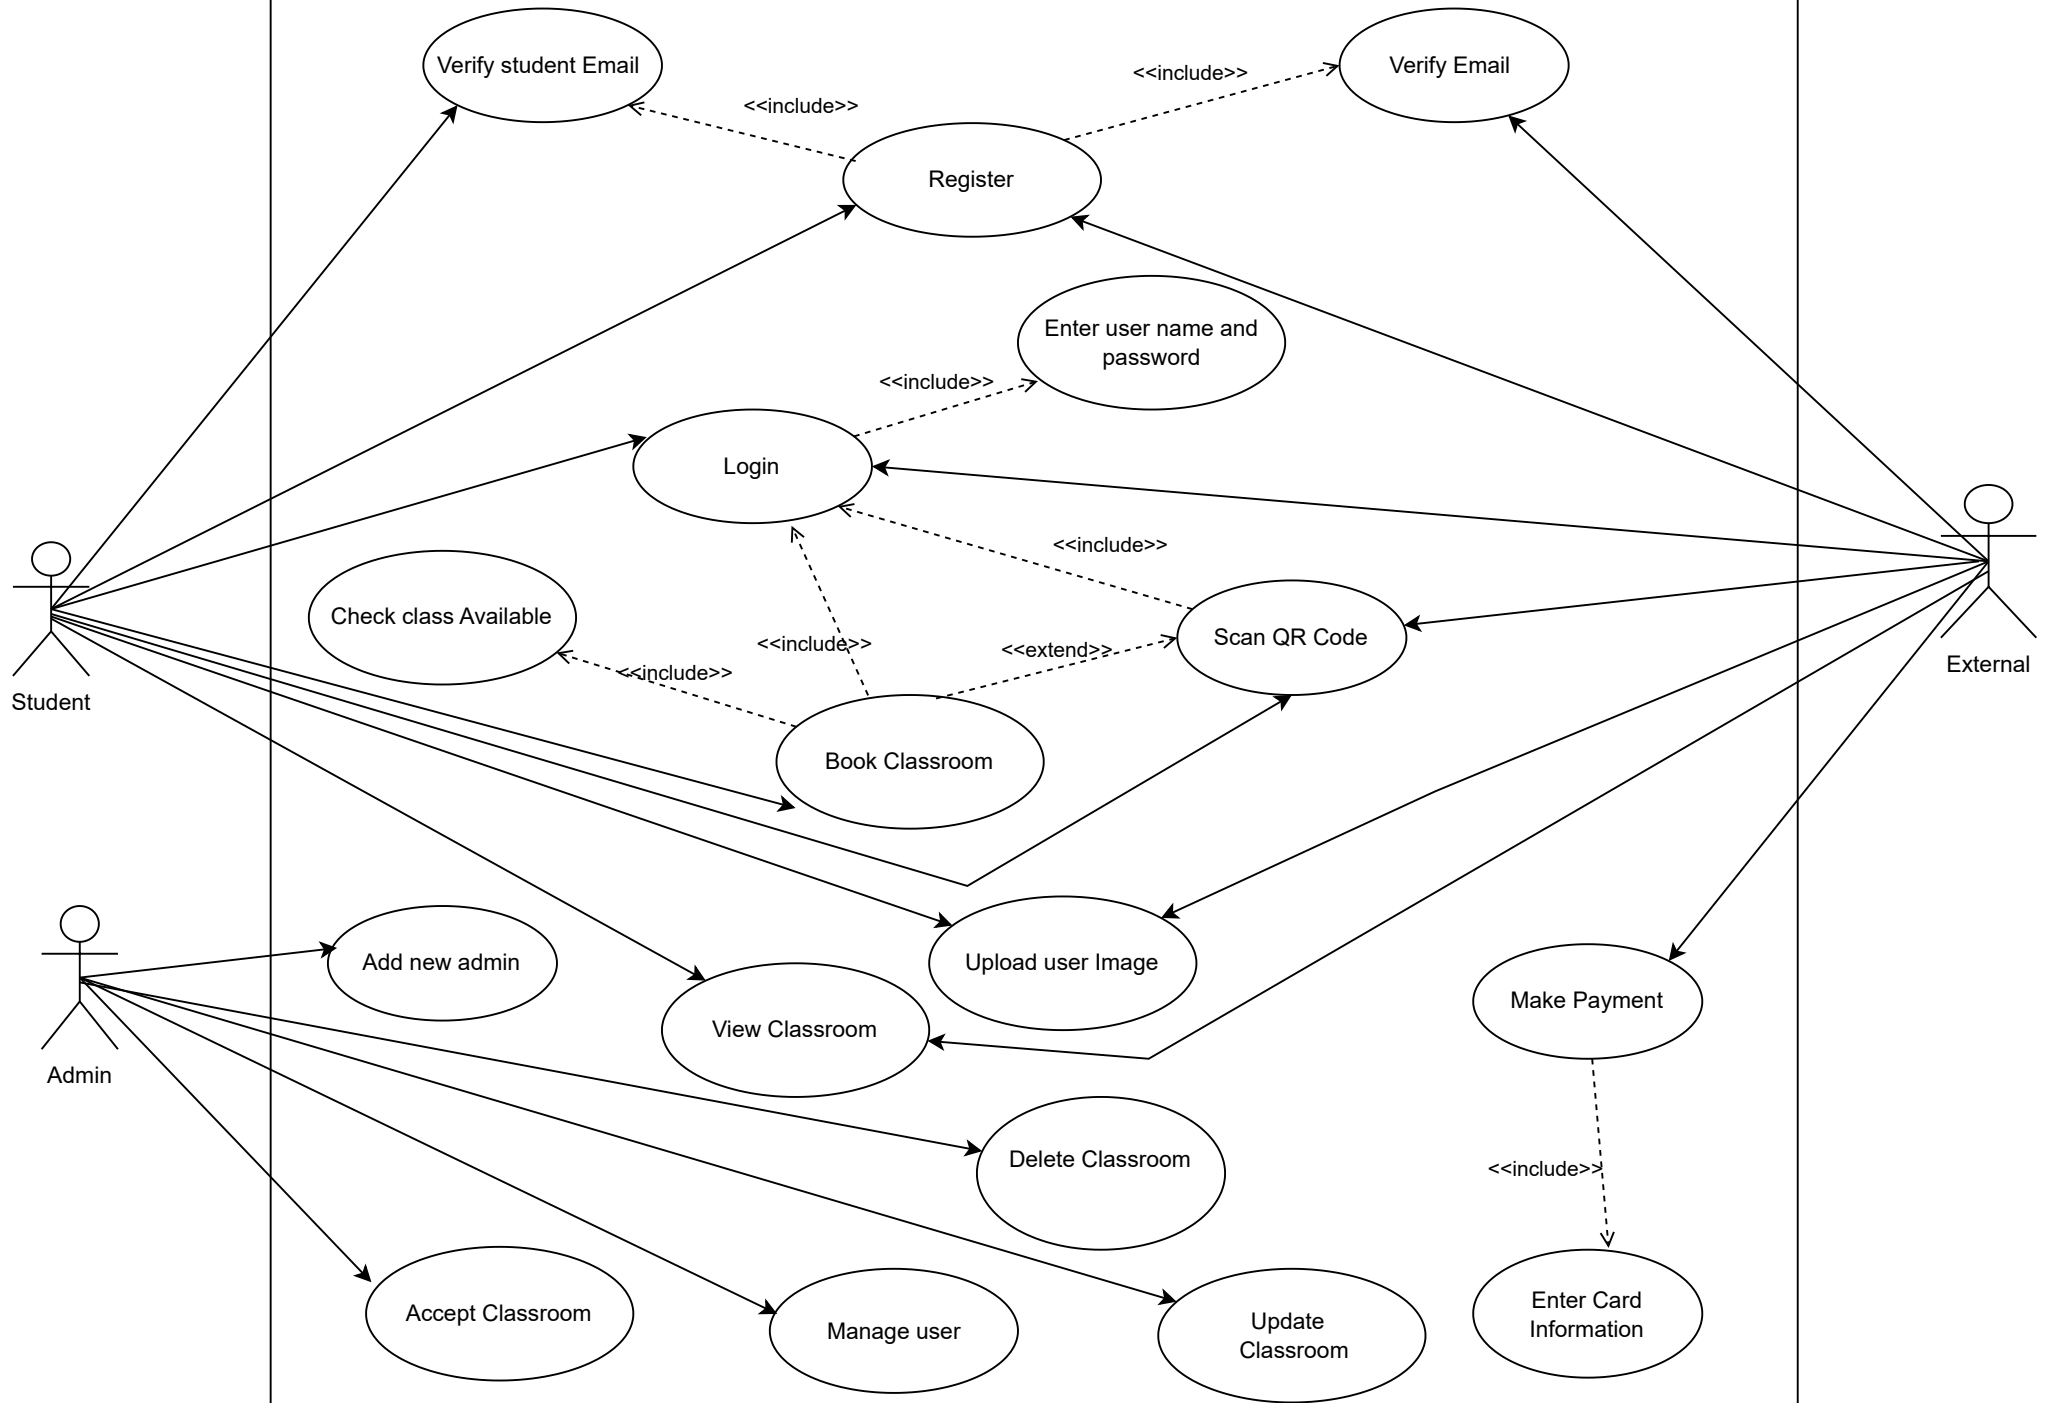 Verify student Email
Verify Email
<<include>>
<<include>>
Register
Enter user name and
password
<<include>>
Login
<<include>>
Check class Available
Scan QR Code
<<include>>
<<extend>>
<<include>>
External
Student
Book Classroom
Add new admin
Upload user Image
Make Payment
View Classroom
Admin
Delete Classroom
<<include>>
Accept Classroom
Manage user
Update
Classroom
Enter Card
Information